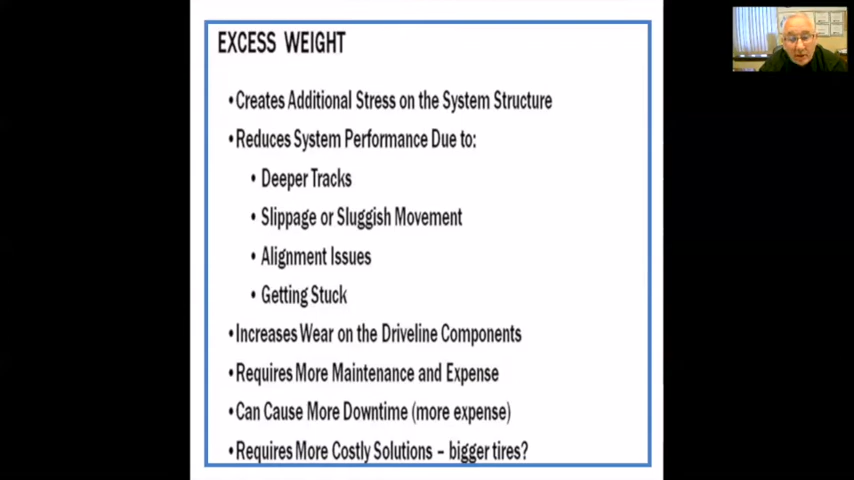 EXCESS WEIGHT
•Creates Additional Stress on the System Structure
•Reduces System Performance Due to:
• Deeper Tracks
• Slippage or Sluggish Movement
• Alignment Issues
• Getting Stuck
•Increases Wear on the Driveline Components
•Requires More Maintenance and Expense
•Can Cause More Downtime (more expense)
•Requires More Costly Solutions – bigger tires?